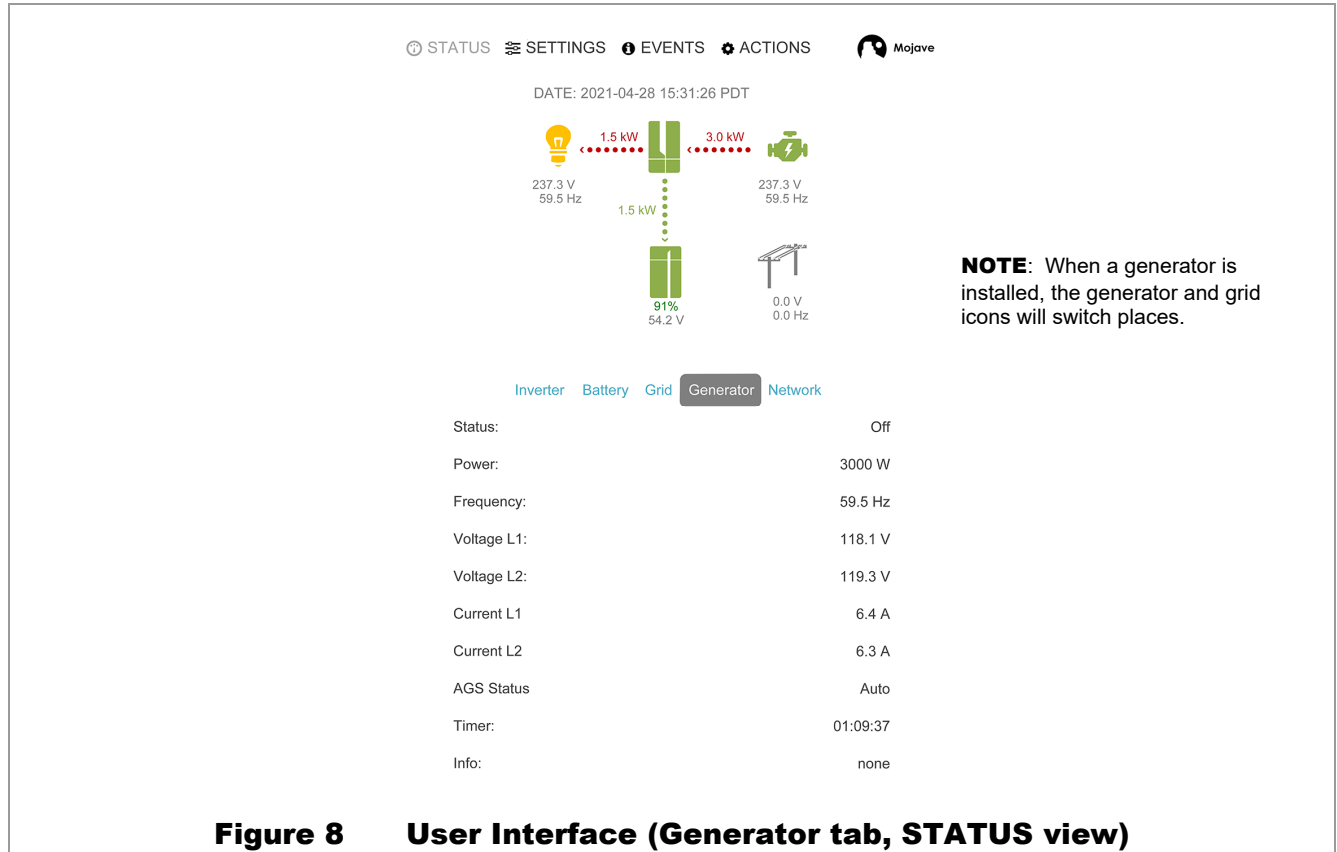 STATUS SETTINGS EVENTS ACTIONS Mojave
DATE: 2021-04-28 15:31:26 PDT
1.5 kW 3.0 kW
237.3 V 237.3 V
59.5 Hz 59.5 Hz
1.5 kW
NOTE: When a generator is
installed, the generator and grid
icons will switch places.
91% 0.0 V
54.2 V 0.0 Hz
Inverter Battery Grid Generator Network
Status: Off
Power: 3000 W
Frequency: 59.5 Hz
Voltage L1: 118.1 V
Voltage L2: 119.3 V
Current L1 6.4 A
Current L2 6.3 A
AGS Status Auto
Timer: 01:09:37
Info: none
Figure 8 User Interface (Generator tab, STATUS view)